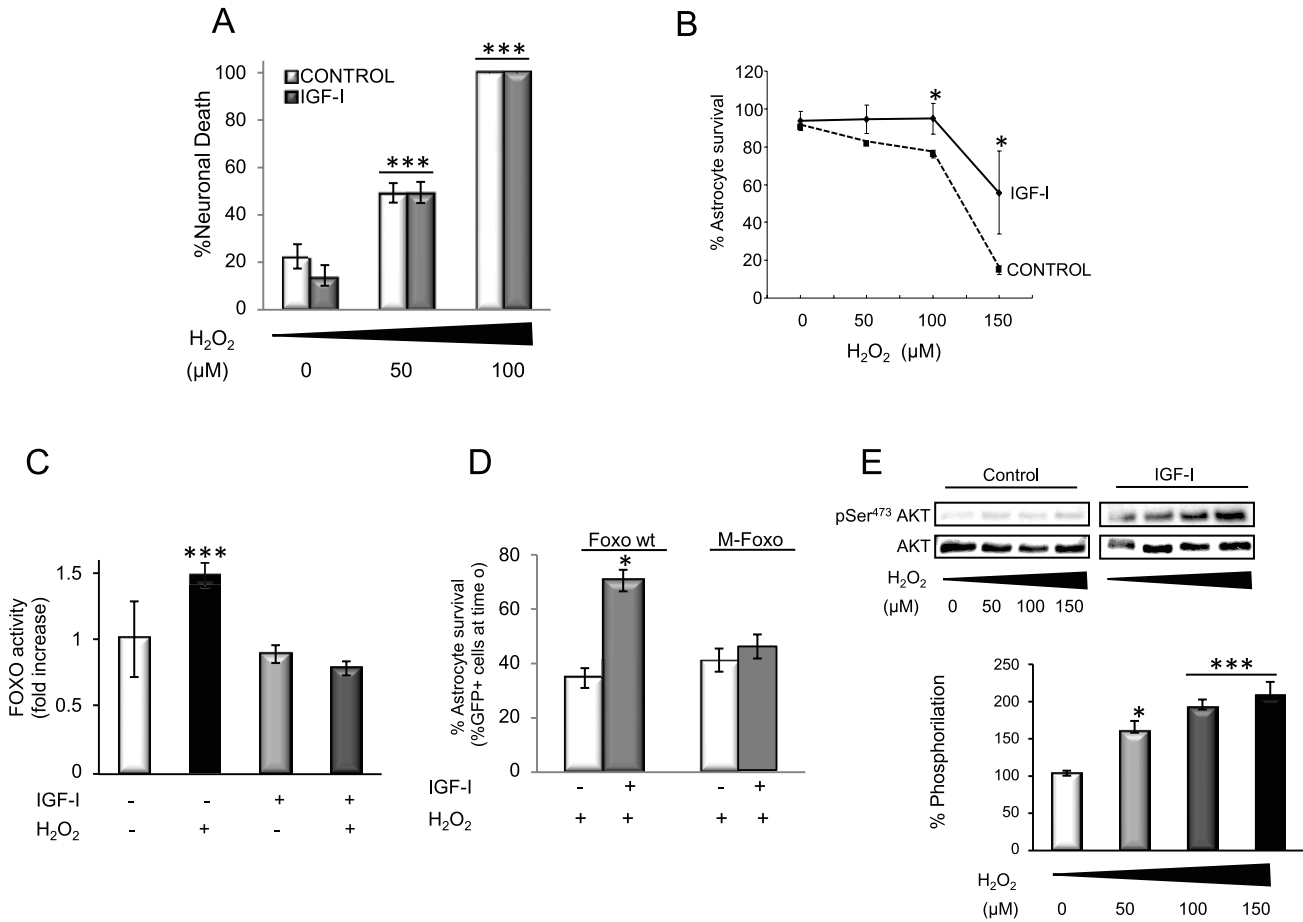 A
***
***
100
80
60
40
20
0
%Neuronal Death
CONTROL
IGF-I
H₂O₂
(μM)
0 50 100
B
120
100
80
60
40
20
0
% Astrocyte survival
*
*
IGF-I
CONTROL
0 50 100 150
H₂O₂ (μM)
C
***
1.5
1
0.5
0
FOXO activity
(fold increase)
IGF-I - - + +
H₂O₂ - + - +
D
Foxo wt M-Foxo
*
80
60
40
20
0
% Astrocyte survival
(%GFP+ cells at time o)
IGF-I - + - +
H₂O₂ + + + +
E
Control IGF-I
pSer⁴⁷³ AKT
AKT
H₂O₂
(μM) 0 50 100 150
250
200
150
100
50
0
% Phosphorilation
*
***
H₂O₂
(μM) 0 50 100 150